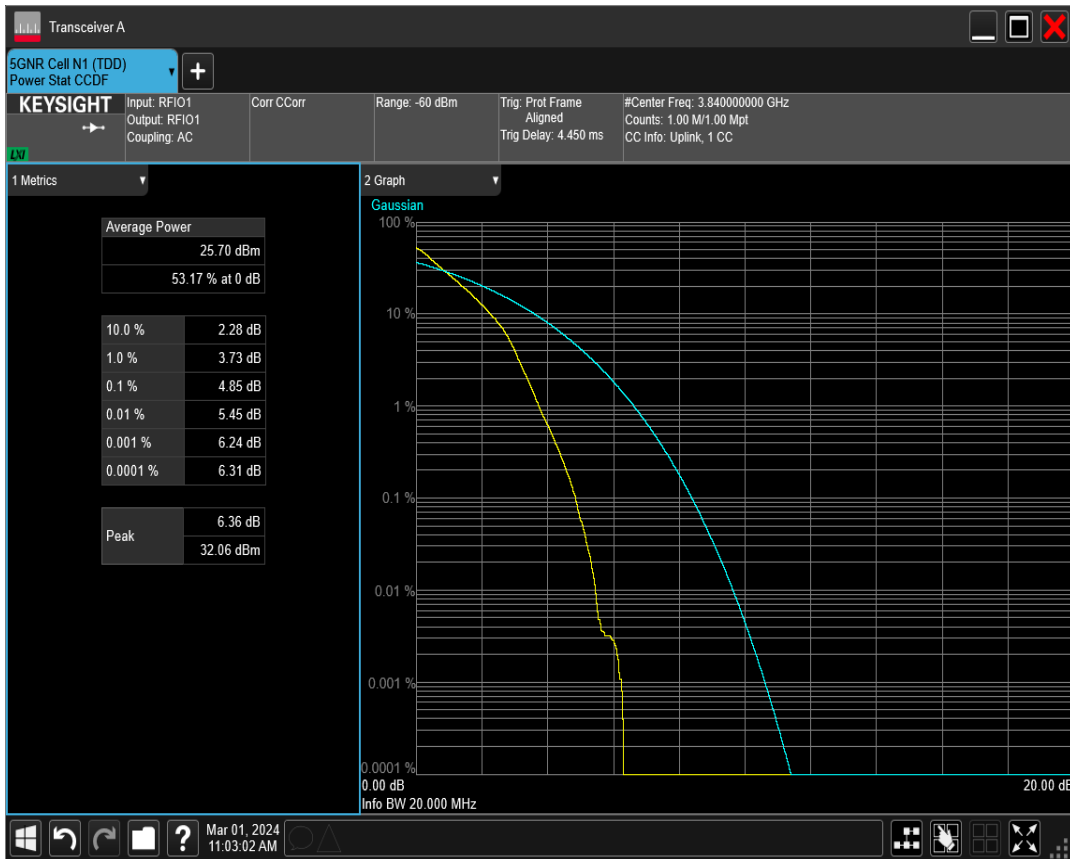 Transceiver A
5GNR Cell N1 (TDD)
Power Stat CCDF
+
KEYSIGHT
LXI
Input: RFIO1
Output: RFIO1
Coupling: AC
Corr CCorr
Range: -60 dBm
Trig: Prot Frame
Aligned
Trig Delay: 4.450 ms
#Center Freq: 3.840000000 GHz
Counts: 1.00 M/1.00 Mpt
CC Info: Uplink, 1 CC
1 Metrics
Average Power
25.70 dBm
53.17 % at 0 dB
10.0 % 2.28 dB
1.0 % 3.73 dB
0.1 % 4.85 dB
0.01 % 5.45 dB
0.001 % 6.24 dB
0.0001 % 6.31 dB
Peak
6.36 dB
32.06 dBm
2 Graph
Gaussian
100 %
10 %
1 %
0.1 %
0.01 %
0.001 %
0.0001 %
0.00 dB 20.00 dB
Info BW 20.000 MHz
?
Mar 01, 2024
11:03:02 AM